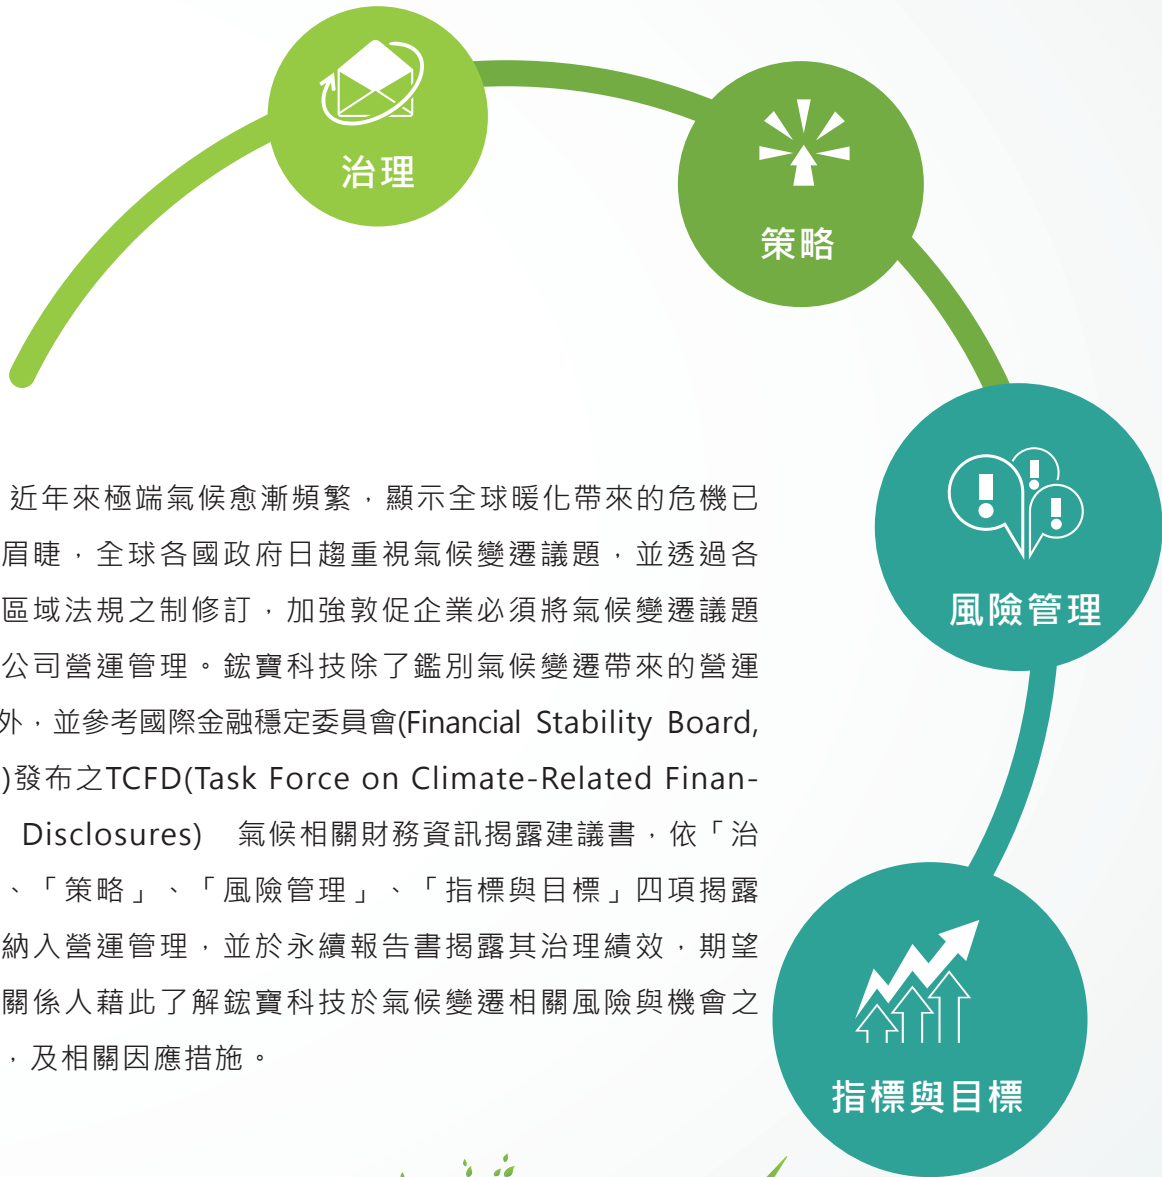 治理
策略
風險管理
指標與目標
近年來極端氣候愈漸頻繁，顯示全球暖化帶來的危機已
眉睫，全球各國政府日趨重視氣候變遷議題，並透過各
區域法規之制修訂，加強敦促企業必須將氣候變遷議題
公司營運管理。鋐寶科技除了鑑別氣候變遷帶來的營運
外，並參考國際金融穩定委員會(Financial Stability Board,
)發布之TCFD(Task Force on Climate-Related Finan-
Disclosures) 氣候相關財務資訊揭露建議書，依「治
、「策略」、「風險管理」、「指標與目標」四項揭露
納入營運管理，並於永續報告書揭露其治理績效，期望
關係人藉此了解鋐寶科技於氣候變遷相關風險與機會之
，及相關因應措施。